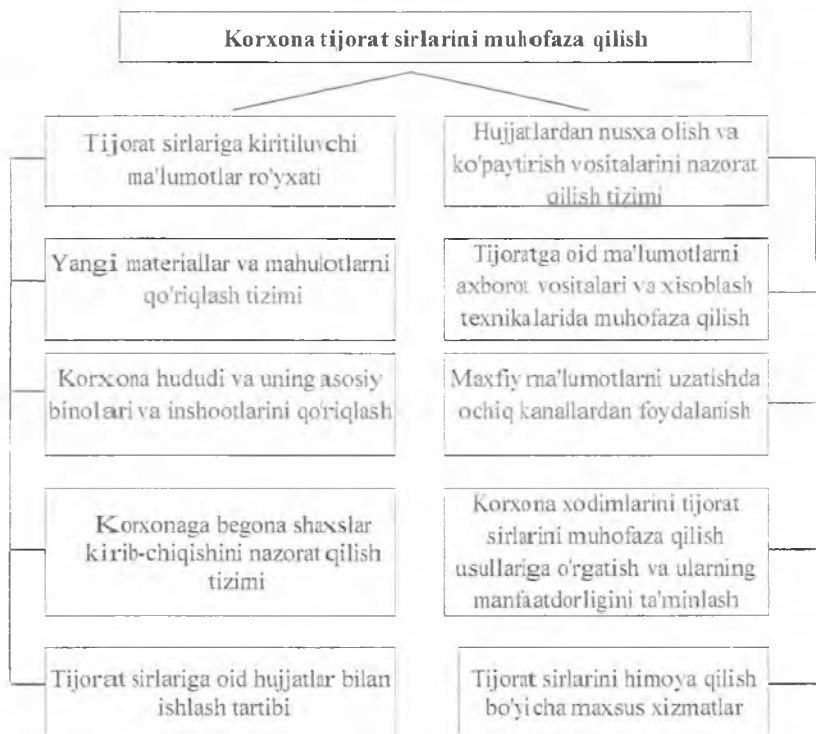 Korxona tijorat sirlarini muhofaza qilish
Tijorat sirlariga kiritiluvchi
ma'lumotlar ro'yxati
Hujjatlardan nusxa olish va
ko'paytirish vositalarini nazorat
qilish tizimi
Yangi materiallar va mahulotlarni
qo'riqlash tizimi
Tijoratga oid ma'lumotlarni
axborot vositalari va xisoblash
texnikalarida muhofaza qilish
Korxona hududi va uning asosiy
binolari va inshootlarini qo'riqlash
Maxfiy ma'lumotlarni uzatishda
ochiq kanallardan foydalanish
Korxonaga begona shaxslar
kirib-chiqishini nazorat qilish
tizimi
Korxona xodimlarini tijorat
sirlarini muhofaza qilish
usullariga o'rgatish va ularning
manfaatdorligini ta'minlash
Tijorat sirlariga oid hujjatlar bilan
ishlash tartibi
Tijorat sirlarini himoya qilish
bo'yicha maxsus xizmatlar